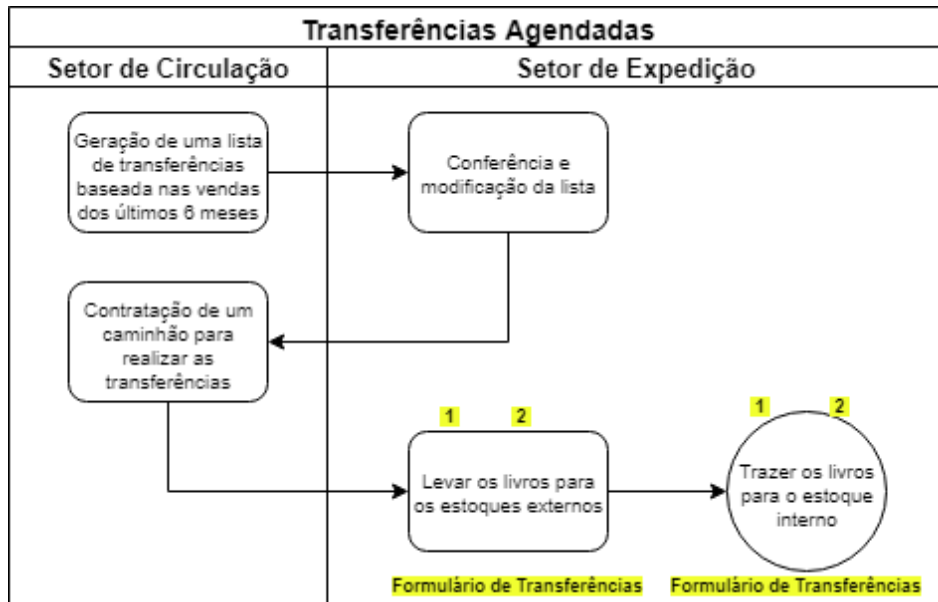 Transferências Agendadas
Setor de Circulação
Setor de Expedição
Geração de uma lista
de transferências
baseada nas vendas
dos últimos 6 meses
Conferência e
modificação da lista
Contratação de um
caminhão para
realizar as
transferências
1
2
Levar os livros para
os estoques externos
Formulário de Transferências
1
2
Trazer os livros
para o estoque
interno
Formulário de Transferências